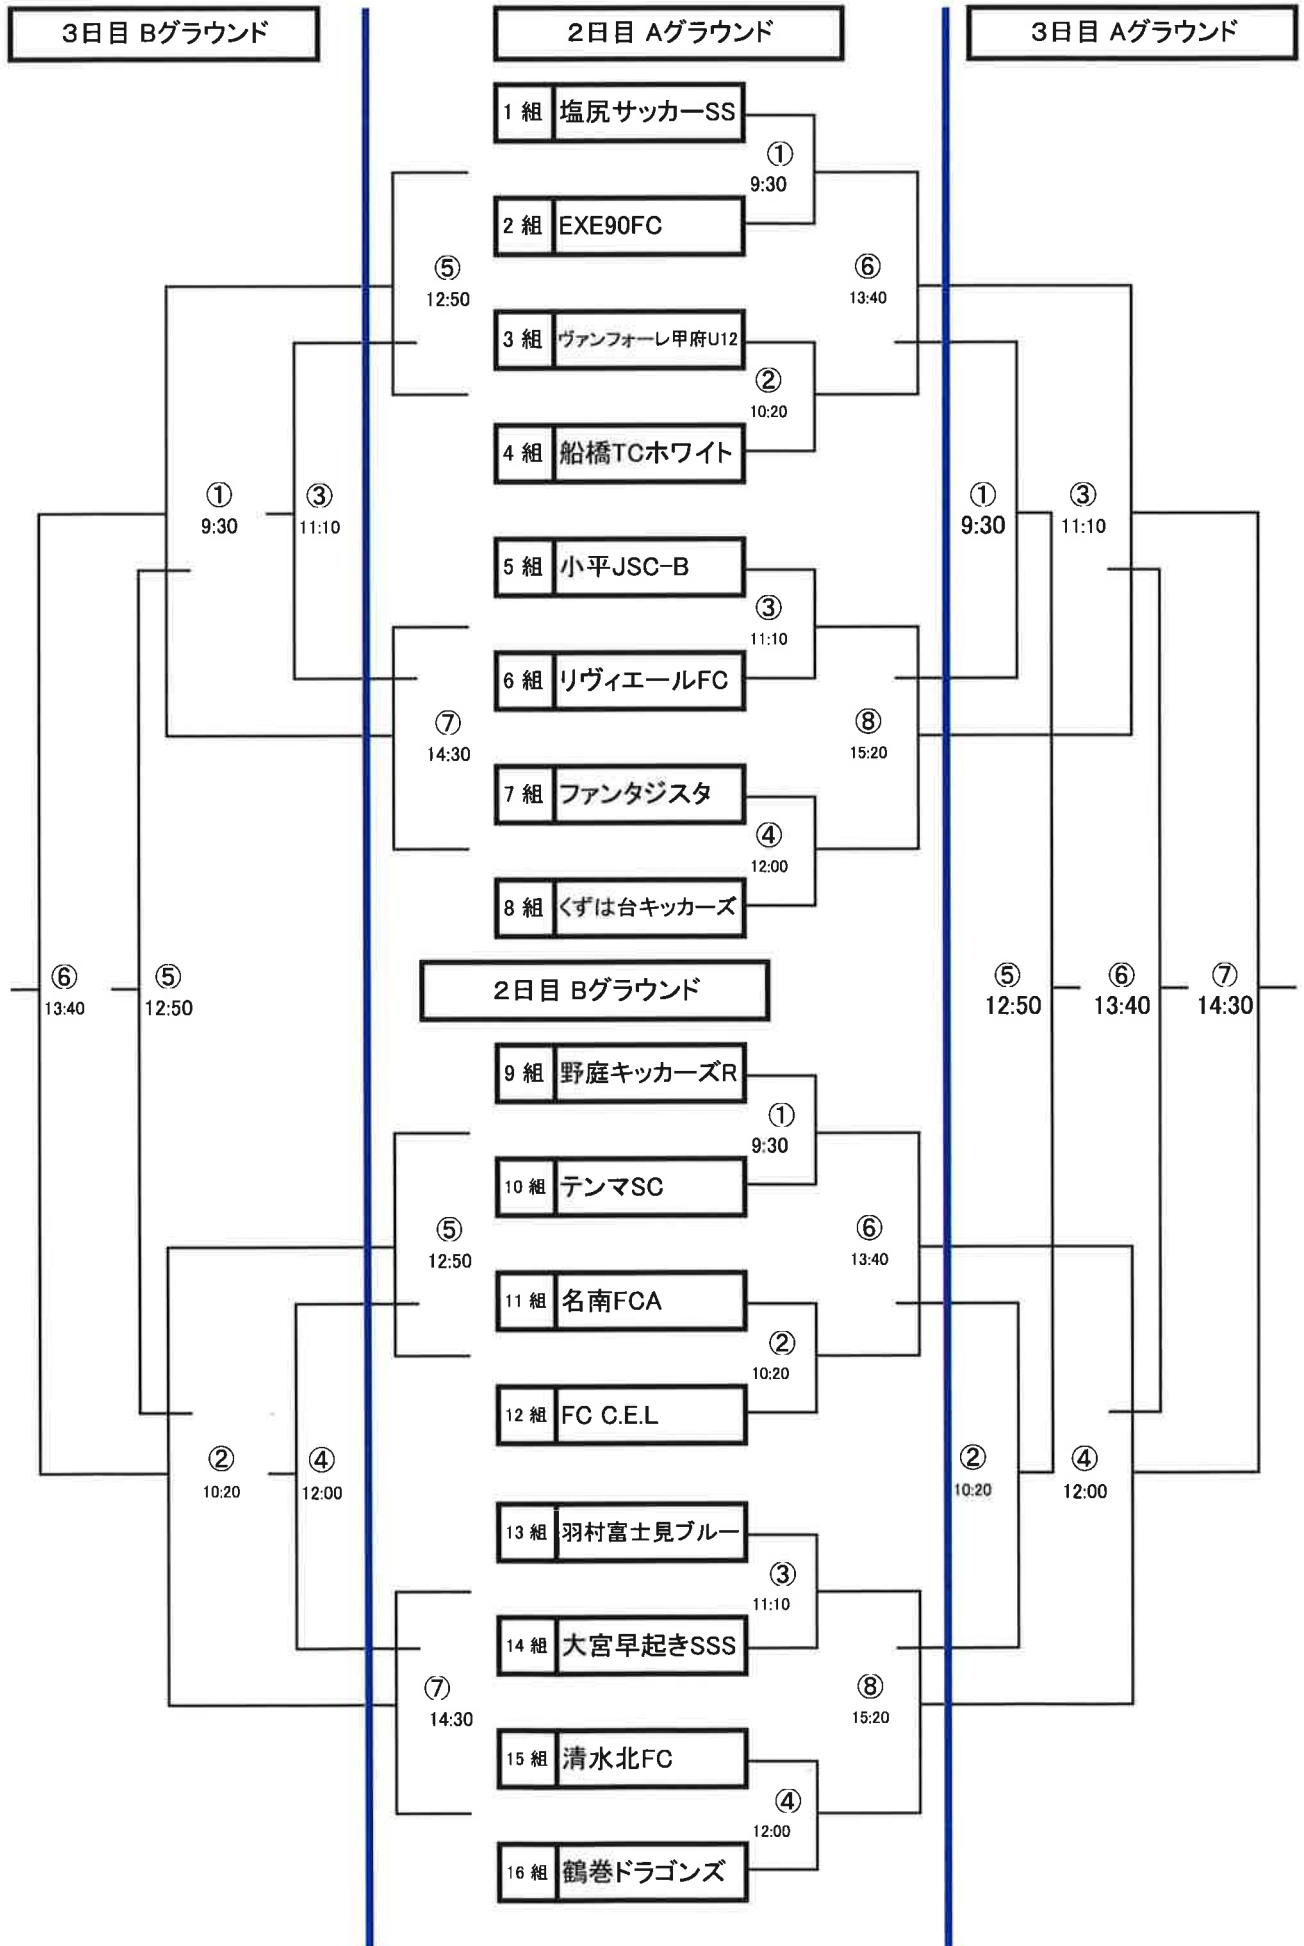 3日目 Bグラウンド
2日目 Aグラウンド
3日目 Aグラウンド
1 組 塩尻サッカーSS
①
9:30
2 組 EXE90FC
⑤
12:50
⑥
13:40
3 組 ヴァンフォーレ甲府U12
②
10:20
4 組 船橋TCホワイト
①
9:30
③
11:10
①
9:30
③
11:10
5 組 小平JSC-B
③
11:10
6 組 リヴィエールFC
⑦
14:30
⑧
15:20
7 組 ファンタジスタ
④
12:00
8 組 くずは台キッカーズ
⑥
13:40
⑤
12:50
2日目 Bグラウンド
⑤
12:50
⑥
13:40
⑦
14:30
9 組 野庭キッカーズR
①
9:30
10 組 テンマSC
⑤
12:50
⑥
13:40
11 組 名南FCA
②
10:20
12 組 FC C.E.L
②
10:20
④
12:00
②
10:20
④
12:00
13 組 羽村富士見ブルー
③
11:10
14 組 大宮早起きSSS
⑦
14:30
⑧
15:20
15 組 清水北FC
④
12:00
16 組 鶴巻ドラゴンズ